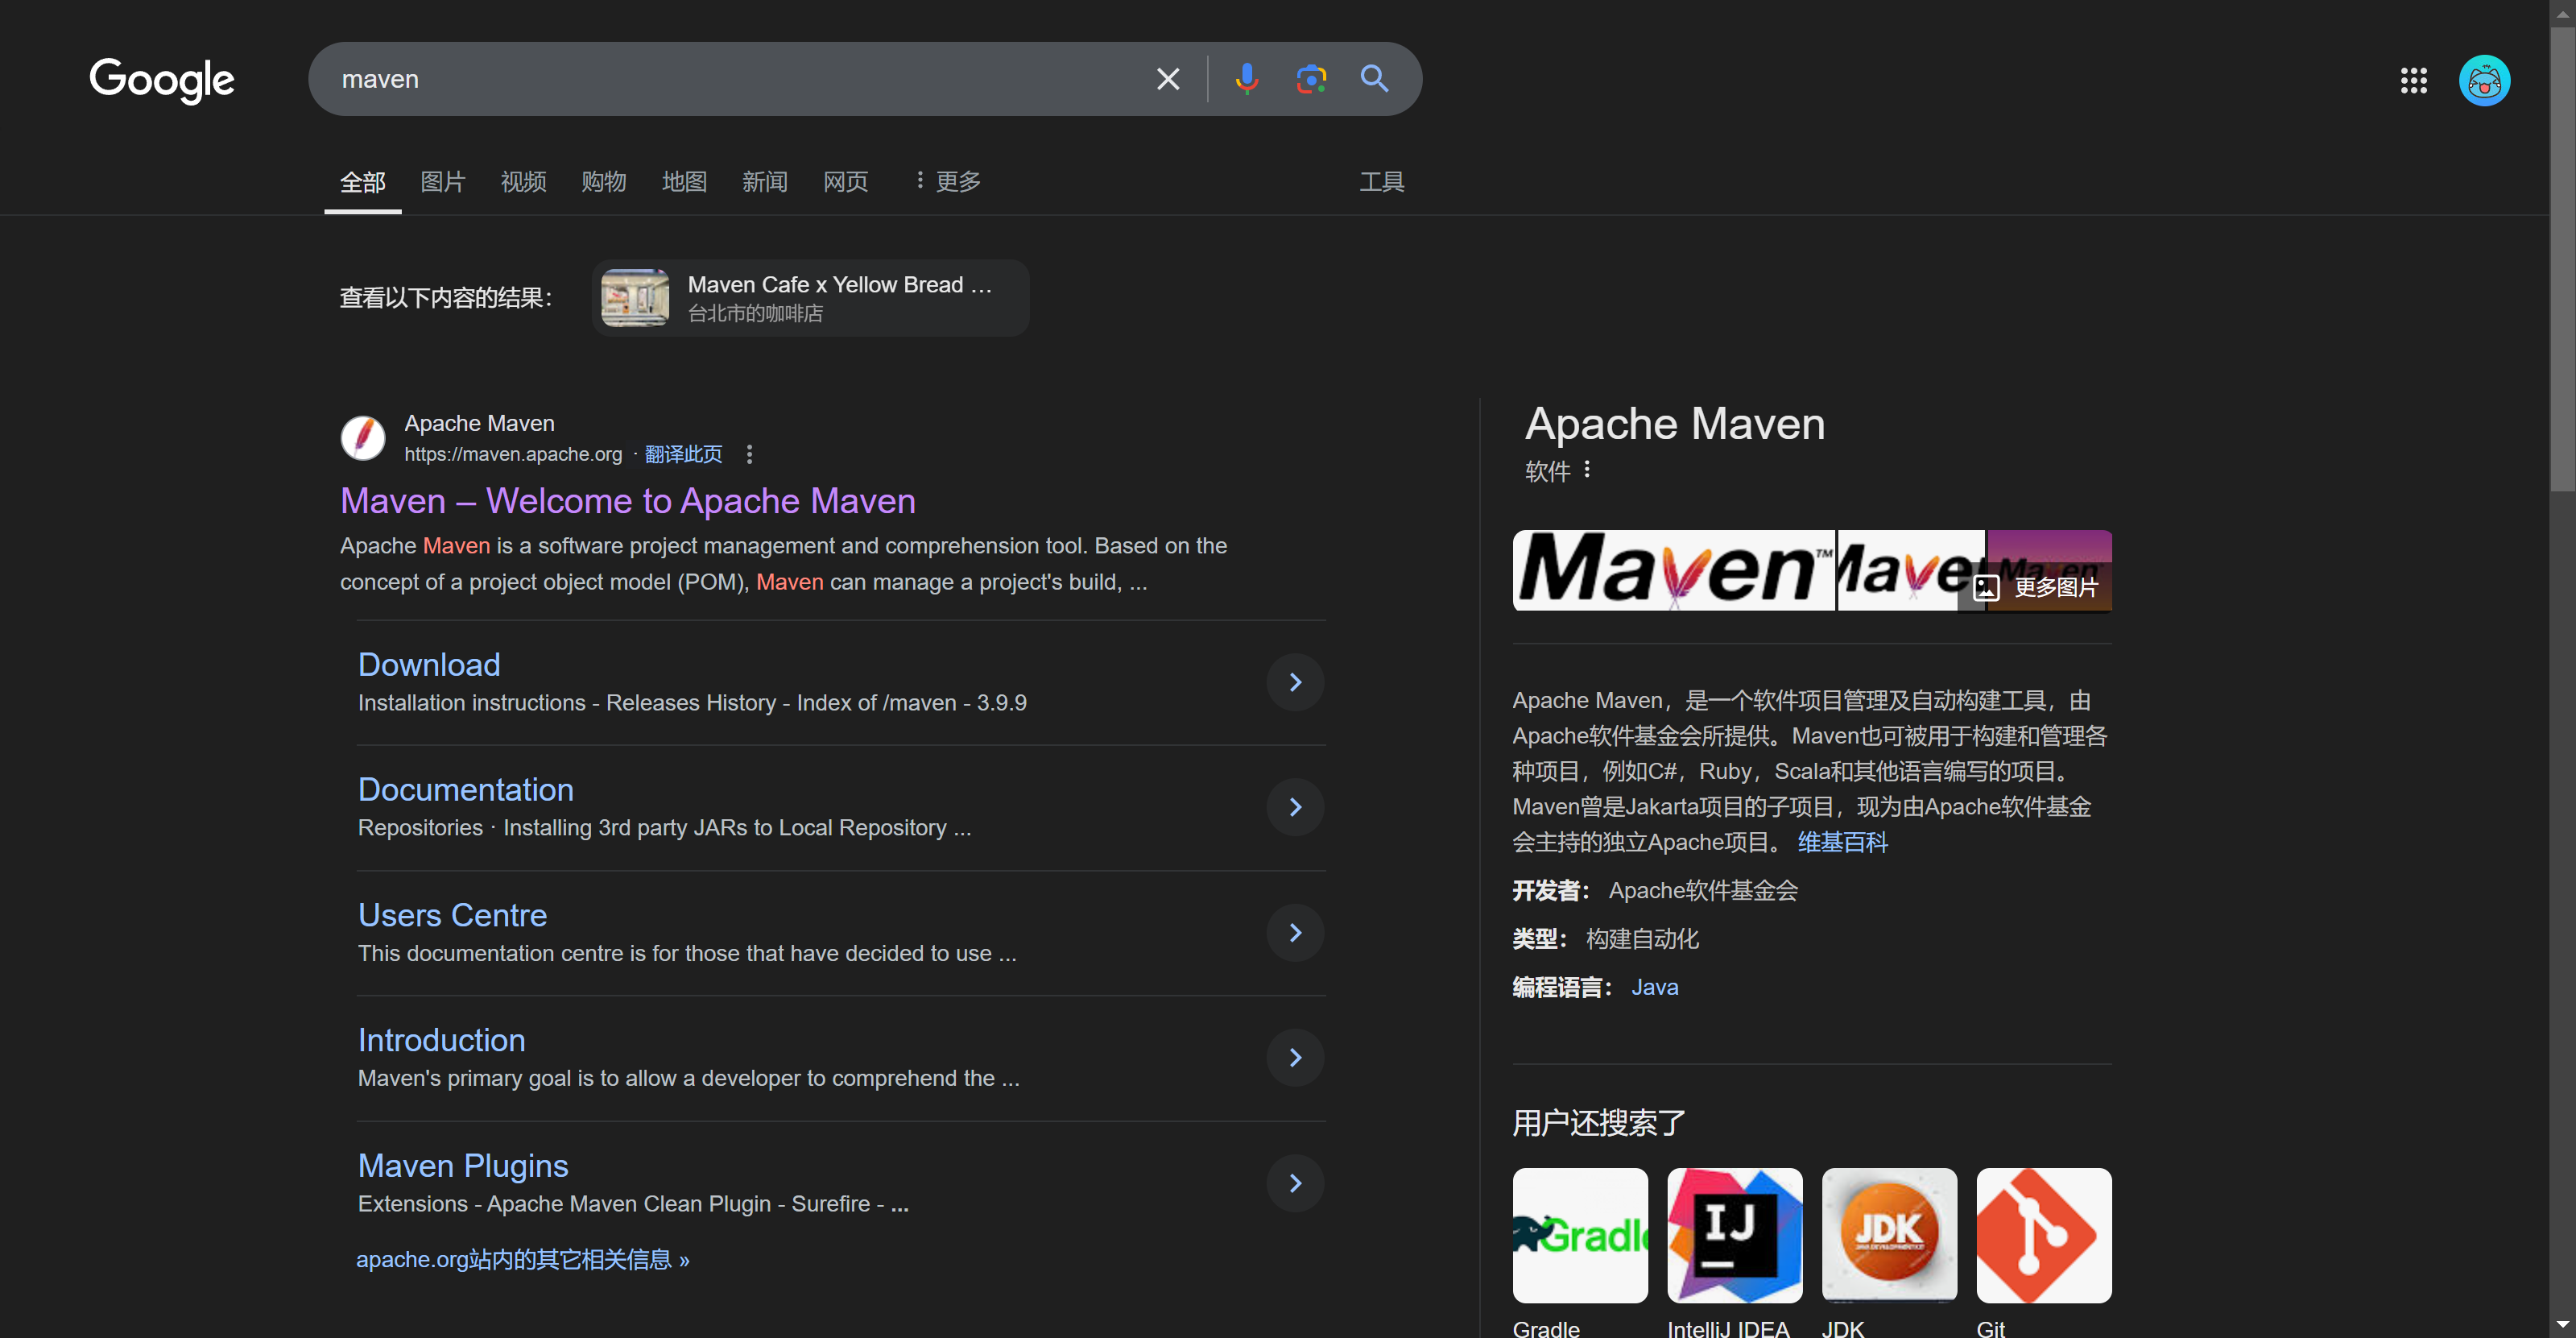 Google
maven
全部 图片 视频 购物 地图 新闻 网页 更多 工具
查看以下内容的结果：
Maven Cafe x Yellow Bread ...
台北市的咖啡店
Apache Maven
https://maven.apache.org · 翻译此页
Maven – Welcome to Apache Maven
Apache Maven is a software project management and comprehension tool. Based on the
concept of a project object model (POM), Maven can manage a project's build, ...
Download
Installation instructions - Releases History - Index of /maven - 3.9.9
Documentation
Repositories · Installing 3rd party JARs to Local Repository ...
Users Centre
This documentation centre is for those that have decided to use ...
Introduction
Maven's primary goal is to allow a developer to comprehend the ...
Maven Plugins
Extensions - Apache Maven Clean Plugin - Surefire - ...
apache.org站内的其它相关信息 »
Apache Maven
软件
Maven™
Maven
Maven
更多图片
Apache Maven，是一个软件项目管理及自动构建工具，由
Apache软件基金会所提供。Maven也可被用于构建和管理各
种项目，例如C#，Ruby，Scala和其他语言编写的项目。
Maven曾是Jakarta项目的子项目，现为由Apache软件基金
会主持的独立Apache项目。 维基百科
开发者： Apache软件基金会
类型： 构建自动化
编程语言： Java
用户还搜索了
Gradle
IJ
JDK
Gradle
IntelliJ IDEA
JDK
Git